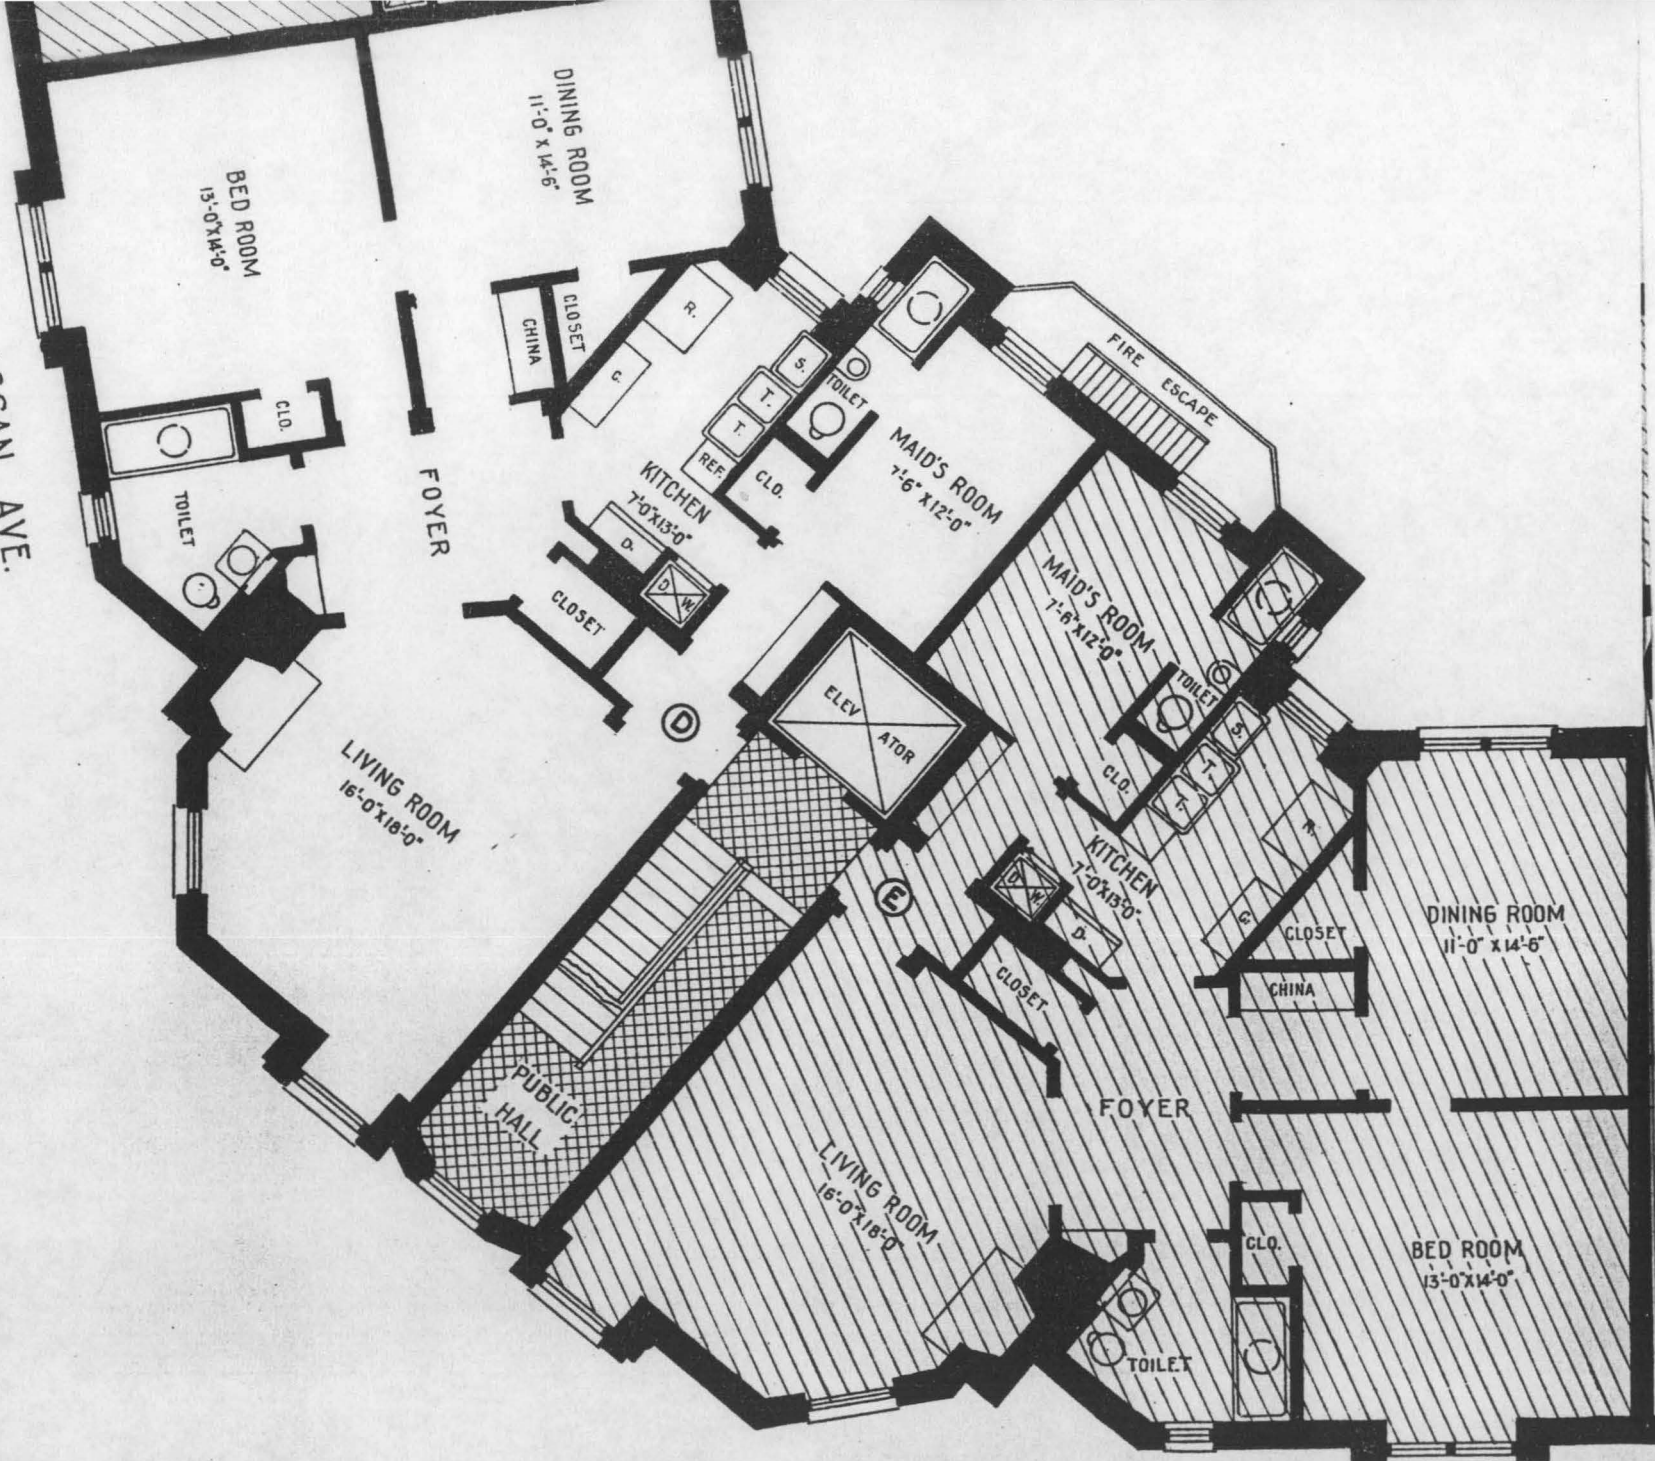 DINING ROOM
11'-0" X 14'-6"
BED ROOM
13'-0"X14'-0"
CHINA
CLOSET
R.
G.
S.
T.
T.
REF.
TOILET
CLO.
FIRE ESCAPE
MAID'S ROOM
7'-6" X 12'-0"
KITCHEN
7'-0"X13'-0"
D.
D.
W.
CLO.
TOILET
FOYER
AVE.
CLOSET
D
LIVING ROOM
16'-0"X18'-0"
ELEV
ATOR
PUBLIC
HALL
MAID'S ROOM
7'-6"X12'-0"
TOILET
S.
T.
T.
CLO.
R.
G.
KITCHEN
7'-0"X13'-0"
D.
W.
D.
E
CLOSET
CLOSET
CHINA
DINING ROOM
11'-0" X 14'-6"
FOYER
LIVING ROOM
16'-0"X18'-0"
CLO.
TOILET
BED ROOM
13'-0"X14'-0"